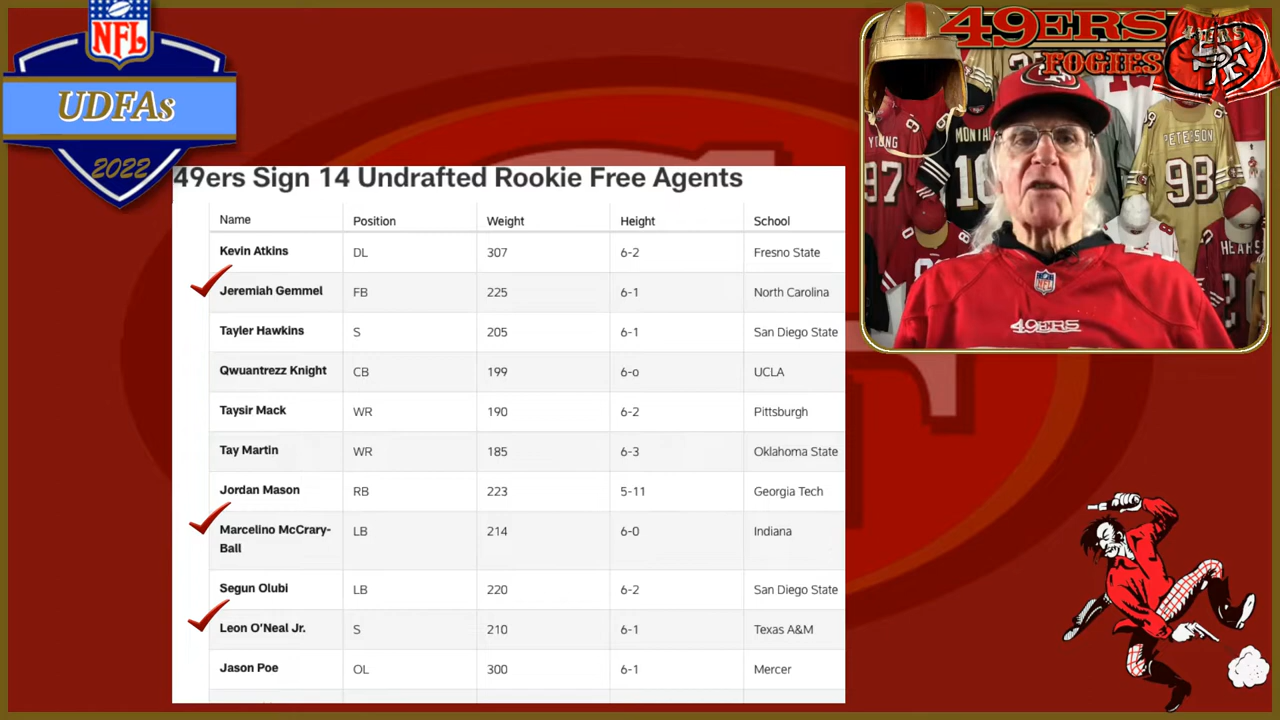 NFL
UDFAs
2022
49ERS
FOGIES
49ERS
SF
YOUNG
97
MONTAN
16
PETERSON
98
HEARS
20
NFL
49ERS
49ers Sign 14 Undrafted Rookie Free Agents
Name Position Weight Height School
Kevin Atkins DL 307 6-2 Fresno State
Jeremiah Gemmel FB 225 6-1 North Carolina
Tayler Hawkins S 205 6-1 San Diego State
Qwuantrezz Knight CB 199 6-o UCLA
Taysir Mack WR 190 6-2 Pittsburgh
Tay Martin WR 185 6-3 Oklahoma State
Jordan Mason RB 223 5-11 Georgia Tech
Marcelino McCrary-
Ball LB 214 6-0 Indiana
Segun Olubi LB 220 6-2 San Diego State
Leon O'Neal Jr. S 210 6-1 Texas A&M
Jason Poe OL 300 6-1 Mercer